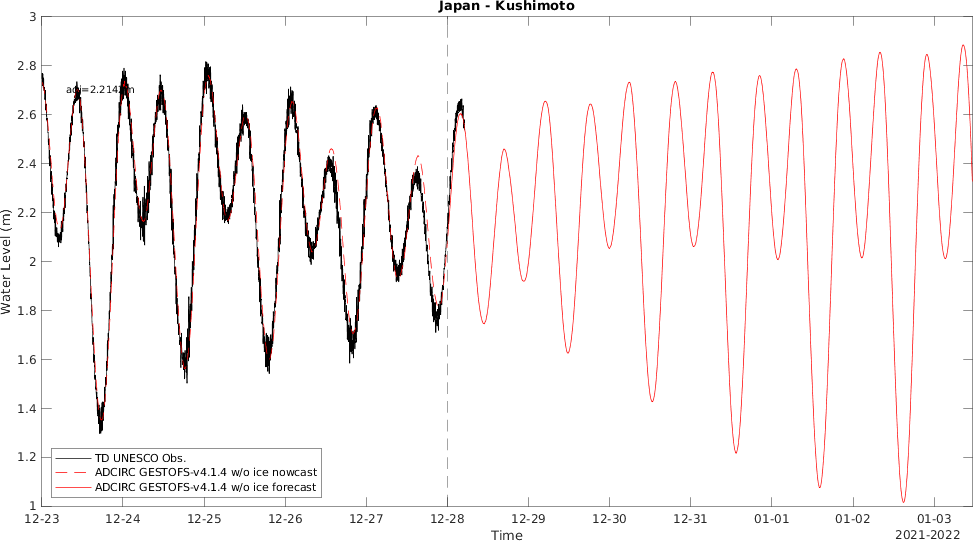 Japan - Kushimoto
3
2.8
2.6
2.4
2.2
2
1.8
1.6
1.4
1.2
1
Water Level (m)
TD UNESCO Obs.
ADCIRC GESTOFS-v4.1.4 w/o ice nowcast
ADCIRC GESTOFS-v4.1.4 w/o ice forecast
12-23 12-24 12-25 12-26 12-27 12-28 12-29 12-30 12-31 01-01 01-02 01-03
Time
2021-2022